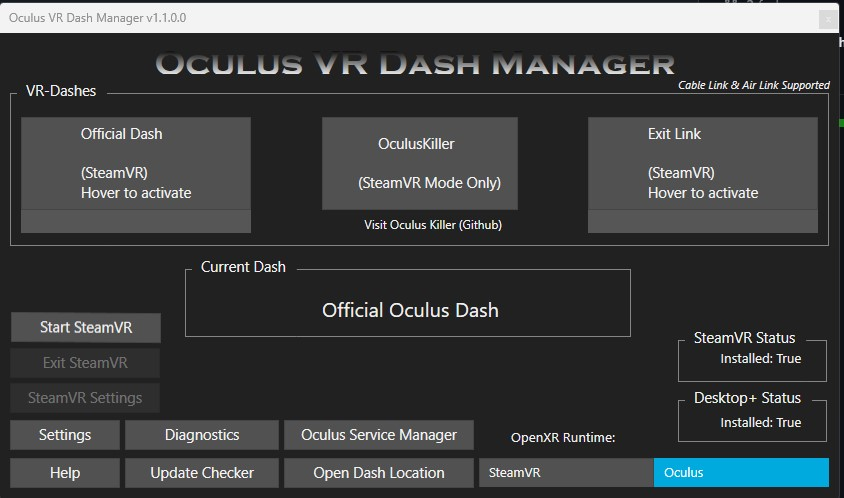 Oculus VR Dash Manager v1.1.0.0
x
OCULUS VR DASH MANAGER
Cable Link & Air Link Supported
VR-Dashes
Official Dash
(SteamVR)
Hover to activate
OculusKiller
(SteamVR Mode Only)
Visit Oculus Killer (Github)
Exit Link
(SteamVR)
Hover to activate
Current Dash
Official Oculus Dash
Start SteamVR
Exit SteamVR
SteamVR Settings
SteamVR Status
Installed: True
Desktop+ Status
Installed: True
Settings
Diagnostics
Oculus Service Manager
OpenXR Runtime:
Help
Update Checker
Open Dash Location
SteamVR
Oculus